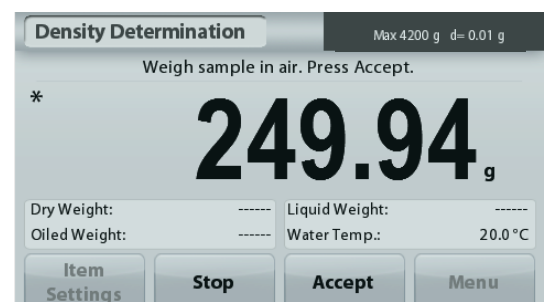 Density Determination
Max 4200 g d= 0.01 g
Weigh sample in air. Press Accept.
*
249.94 g
Dry Weight: ------ Liquid Weight: ------
Oiled Weight: ------ Water Temp.: 20.0 °C
Item Settings Stop Accept Menu